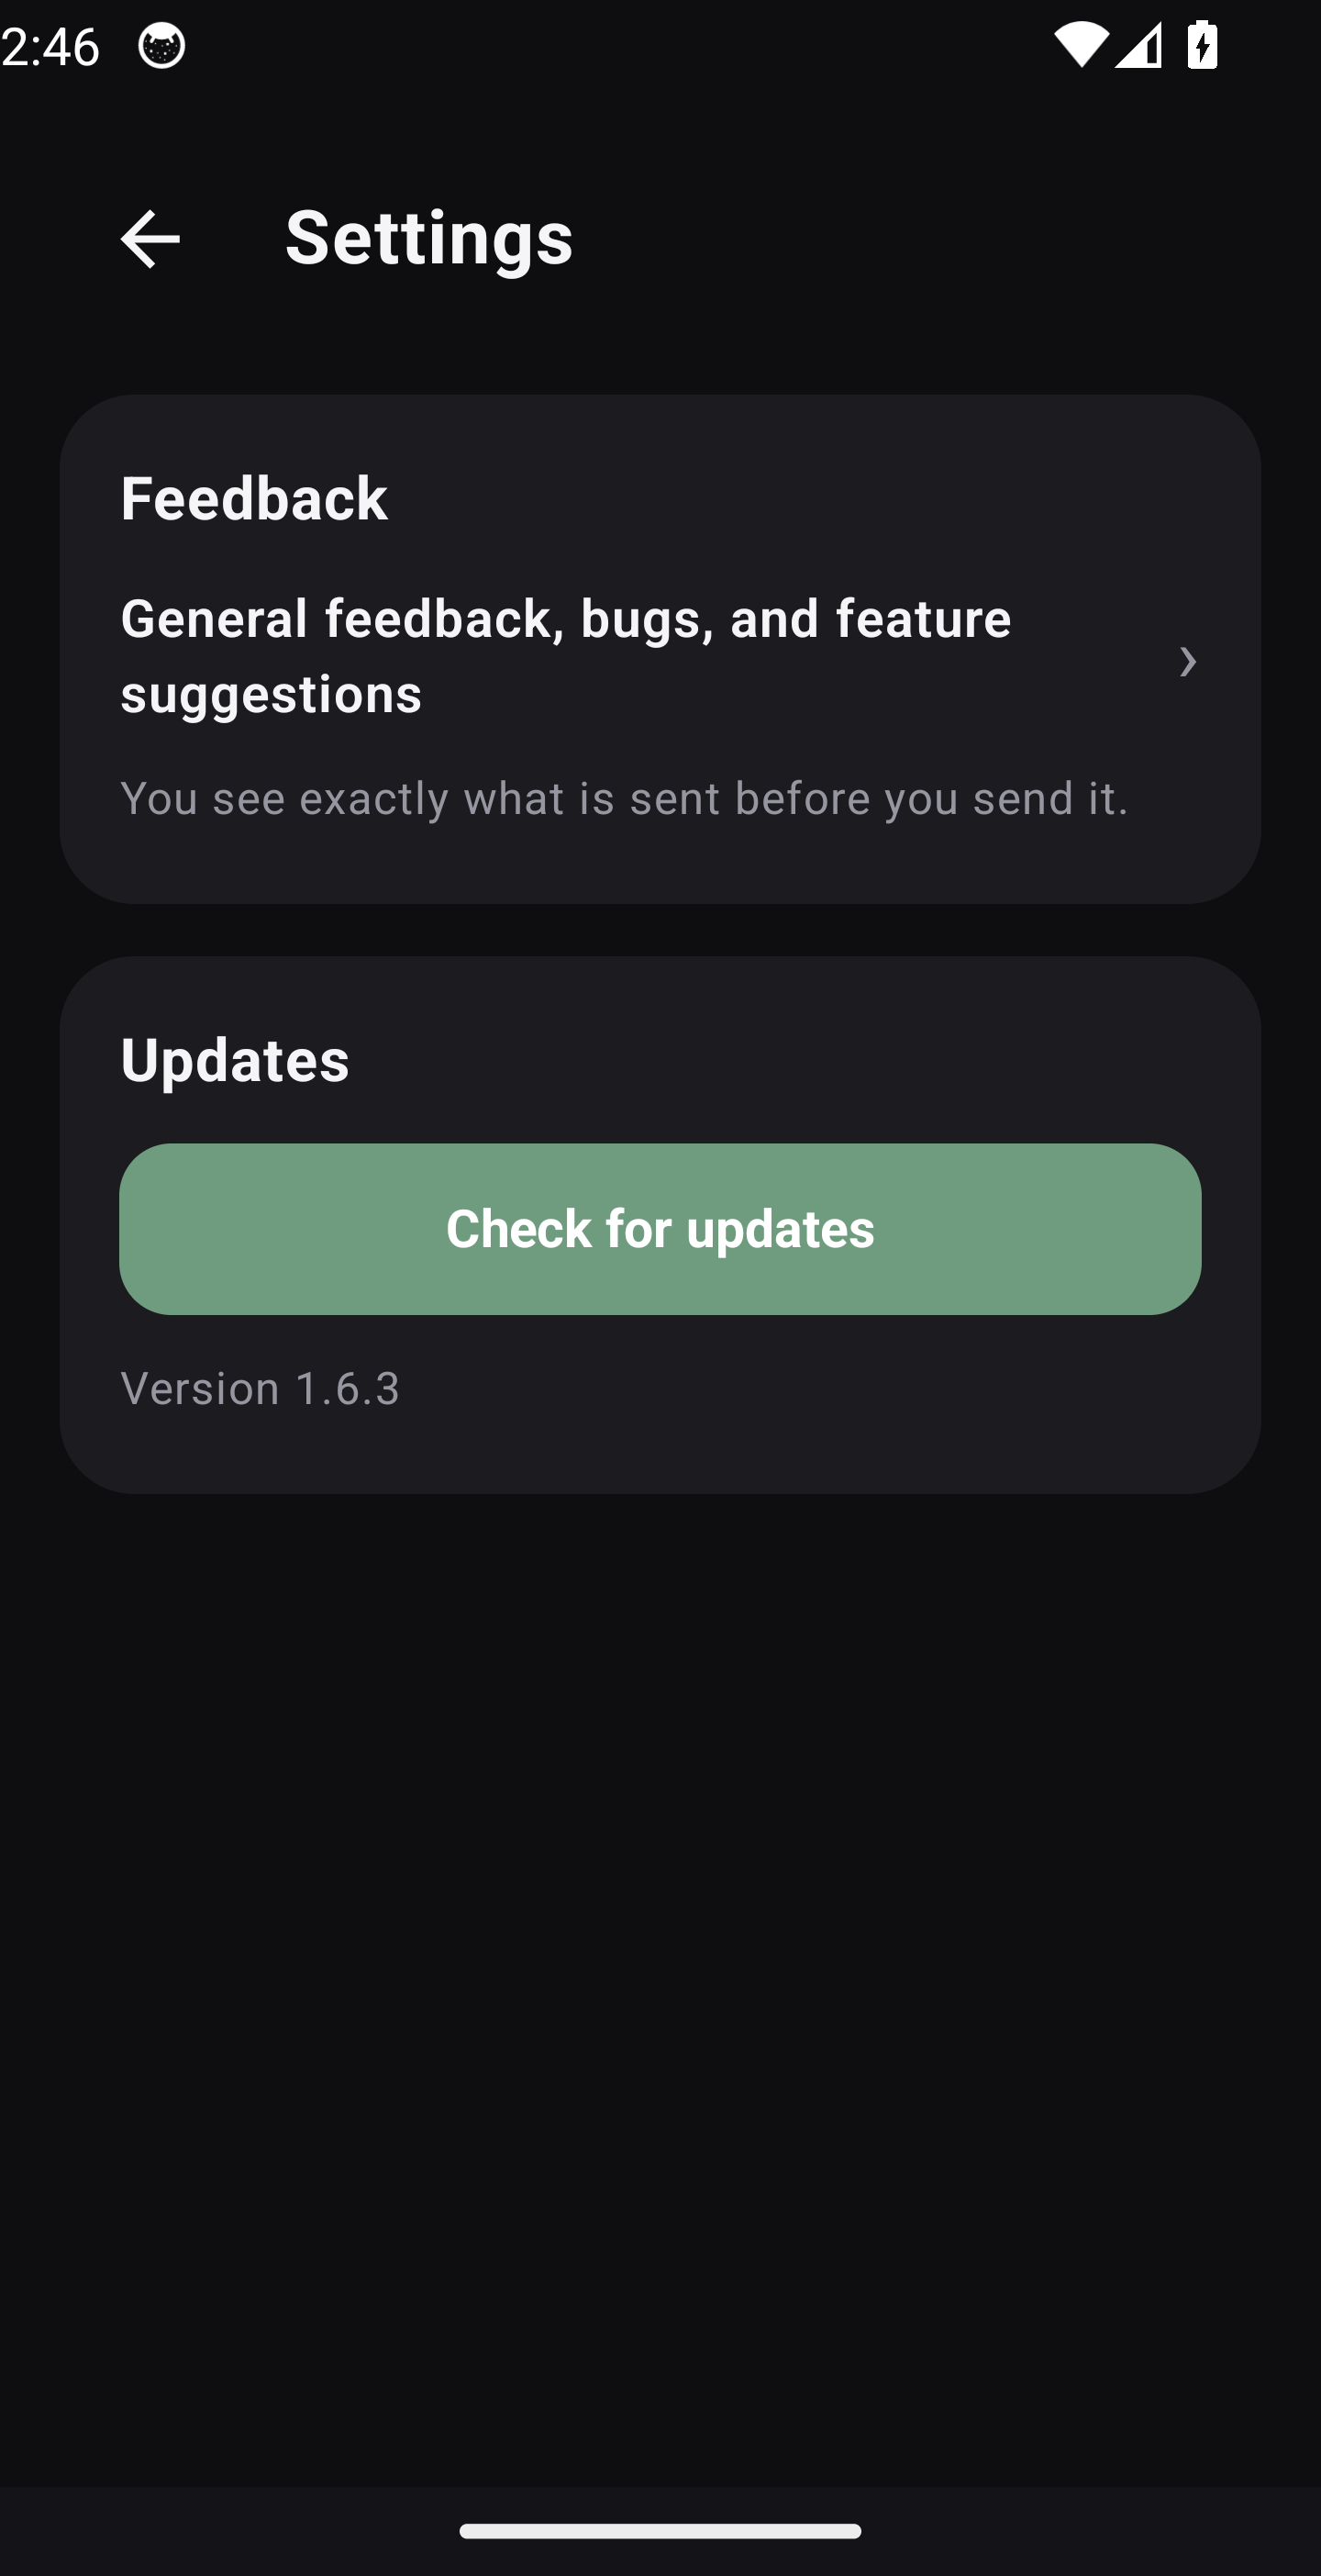 2:46
Settings
Feedback
General feedback, bugs, and feature
suggestions
›
You see exactly what is sent before you send it.
Updates
Check for updates
Version 1.6.3